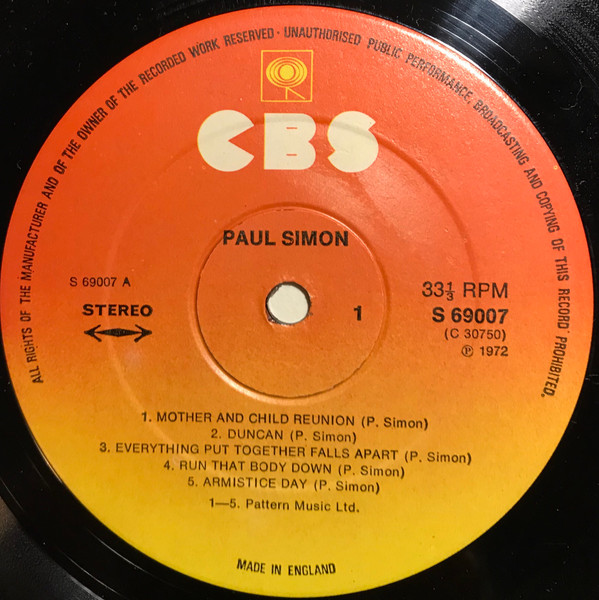 ALL RIGHTS OF THE MANUFACTURER AND OF THE OWNER OF THE RECORDED WORK RESERVED · UNAUTHORISED PUBLIC PERFORMANCE, BROADCASTING AND COPYING OF THIS RECORD PROHIBITED.
CBS
PAUL SIMON
S 69007 A
STEREO
1
33⅓ RPM
S 69007
(C 30750)
℗ 1972
1. MOTHER AND CHILD REUNION (P. Simon)
2. DUNCAN (P. Simon)
3. EVERYTHING PUT TOGETHER FALLS APART (P. Simon)
4. RUN THAT BODY DOWN (P. Simon)
5. ARMISTICE DAY (P. Simon)
1—5. Pattern Music Ltd.
MADE IN ENGLAND